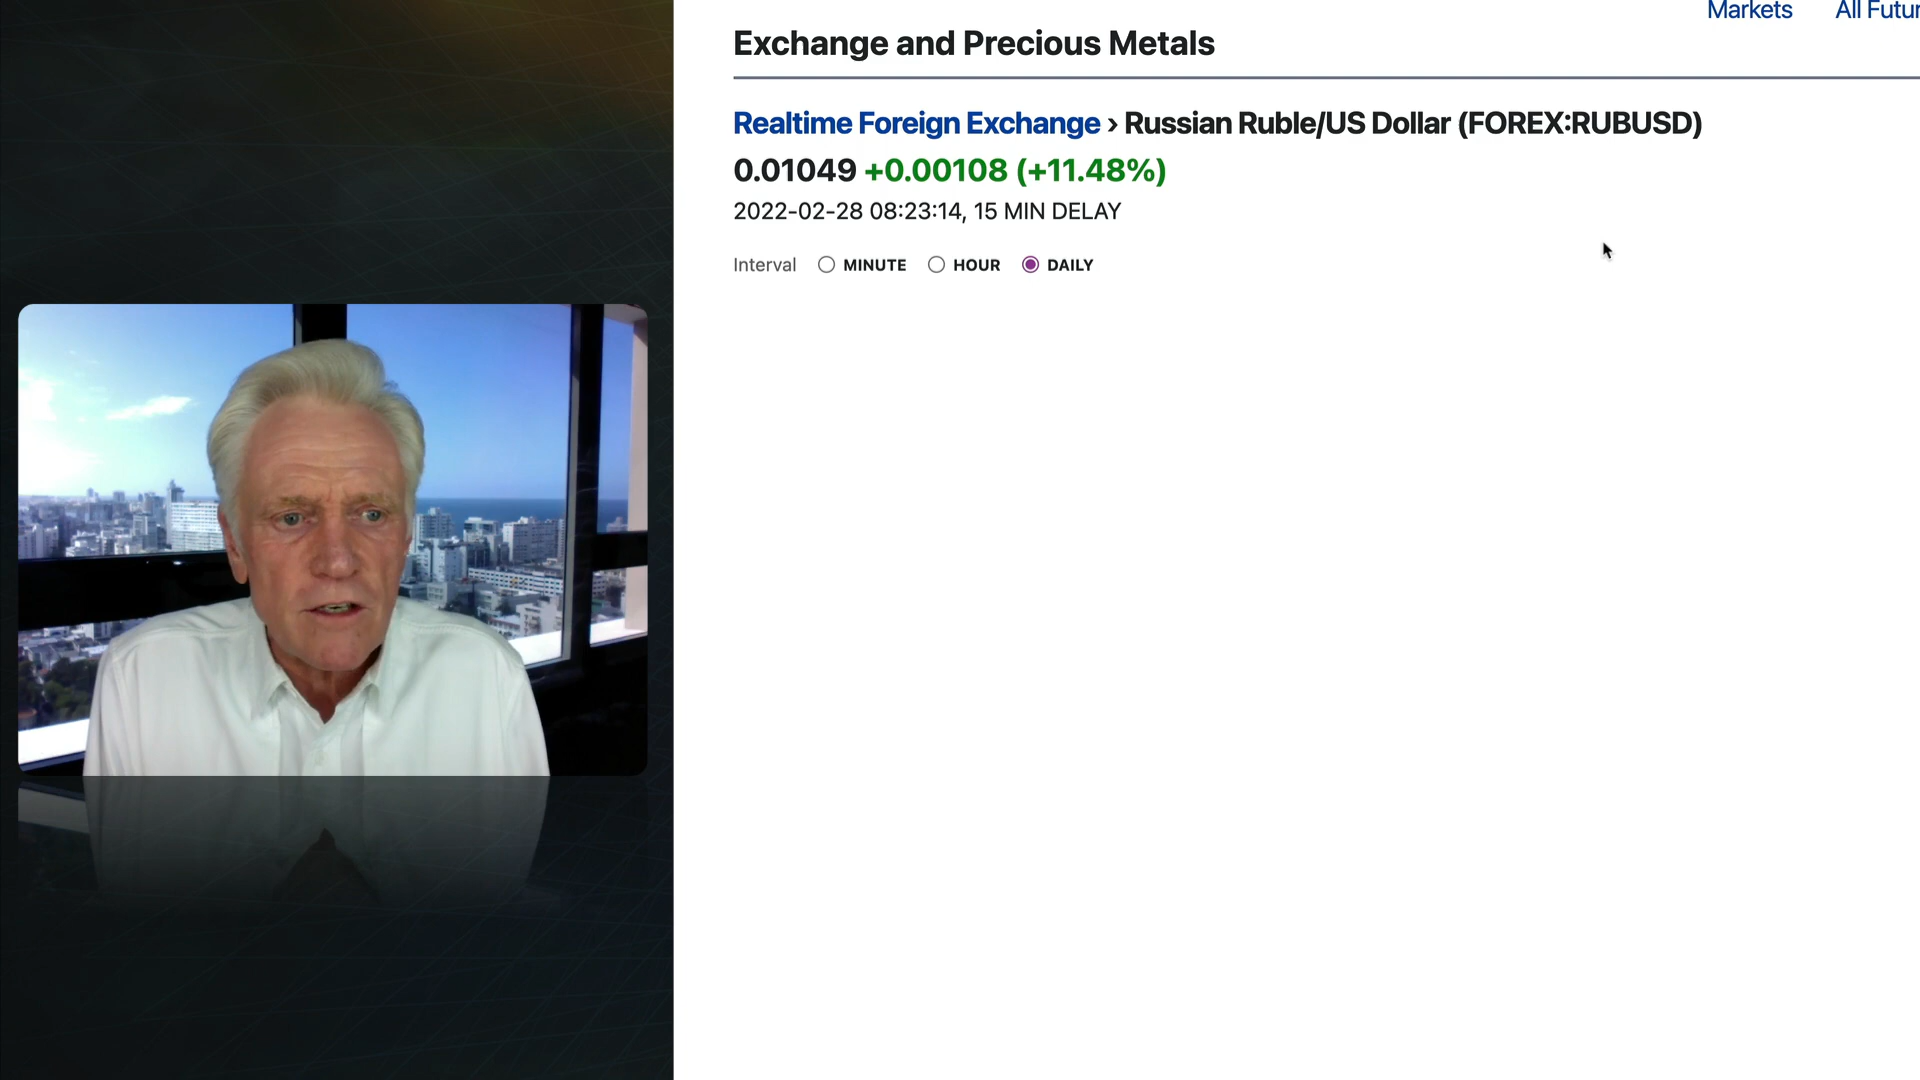 Markets All Futur
Exchange and Precious Metals
Realtime Foreign Exchange › Russian Ruble/US Dollar (FOREX:RUBUSD)
0.01049 +0.00108 (+11.48%)
2022-02-28 08:23:14, 15 MIN DELAY
Interval MINUTE HOUR DAILY